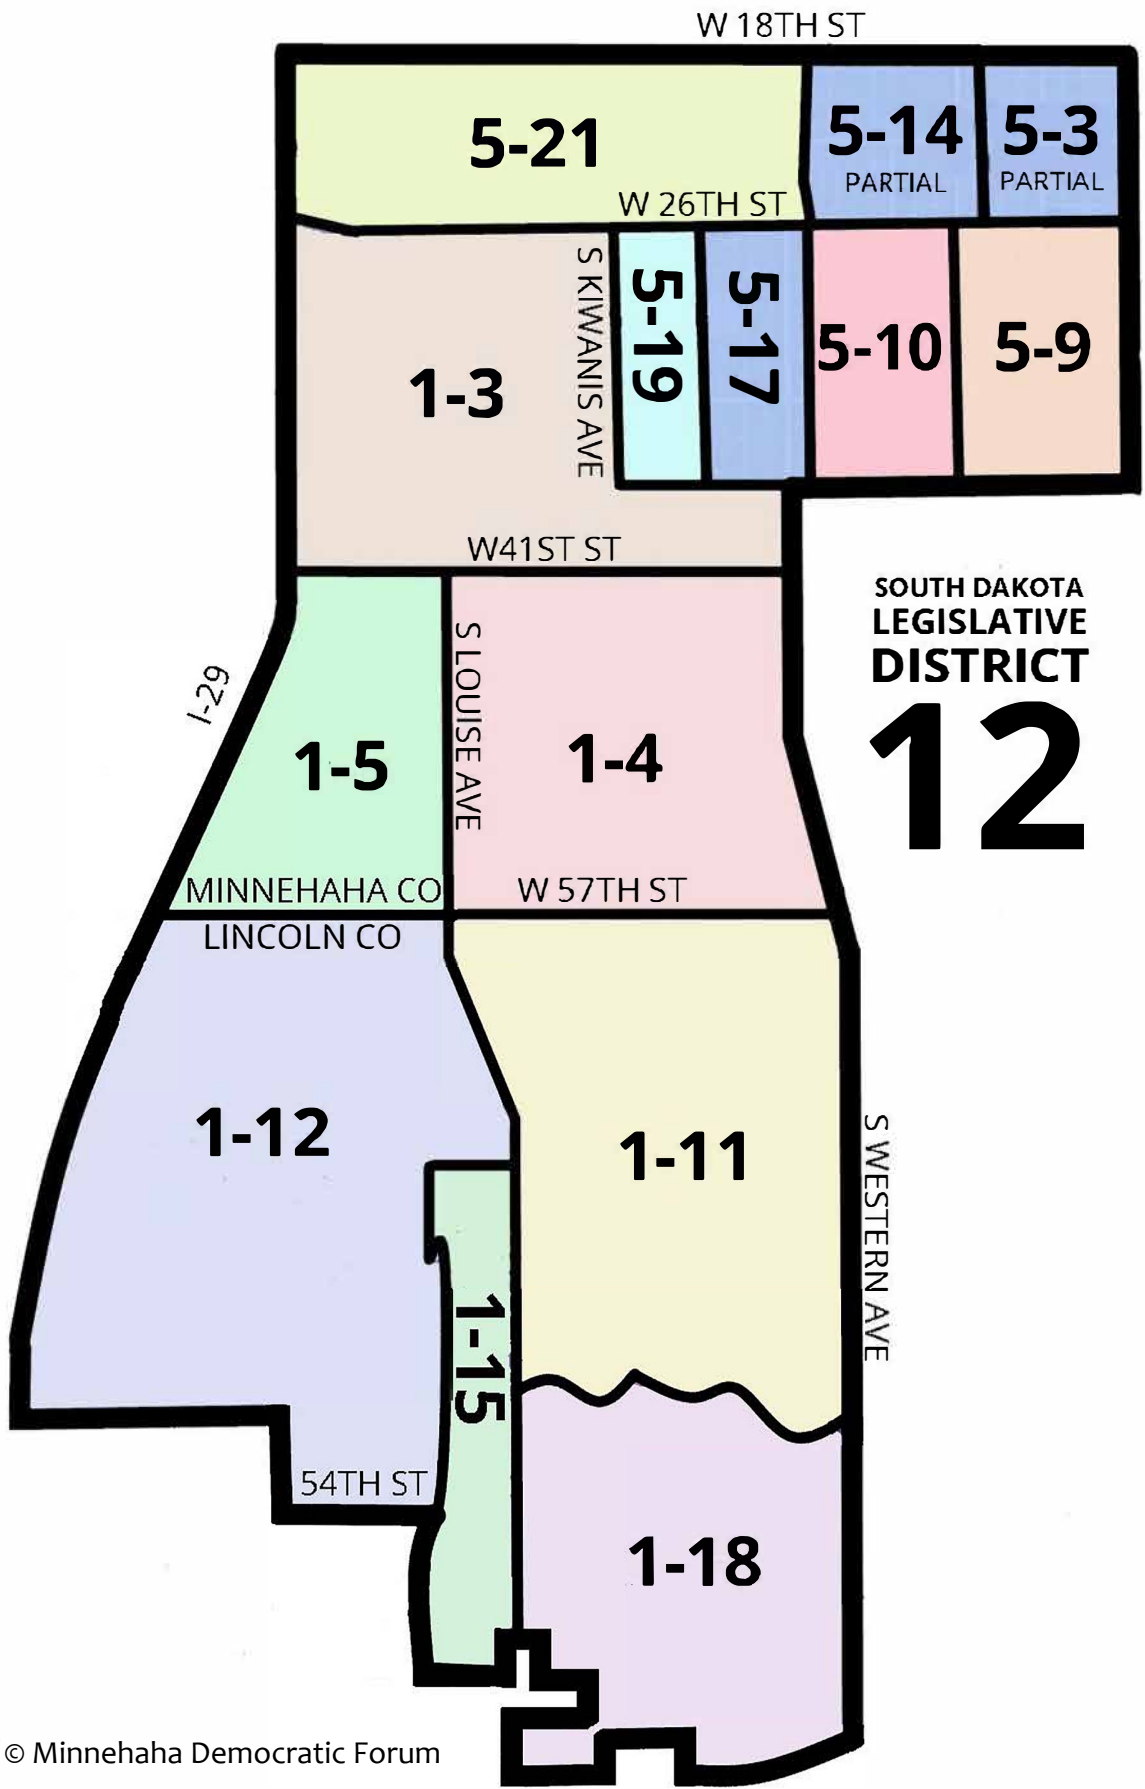 W 18TH ST
5-21
5-14
PARTIAL
5-3
PARTIAL
W 26TH ST
S KIWANIS AVE
5-19
5-17
5-10
5-9
1-3
W41ST ST
SOUTH DAKOTA
LEGISLATIVE
DISTRICT
12
I-29
S LOUISE AVE
1-5
1-4
MINNEHAHA CO
W 57TH ST
LINCOLN CO
1-12
1-11
S WESTERN AVE
1-15
54TH ST
1-18
© Minnehaha Democratic Forum